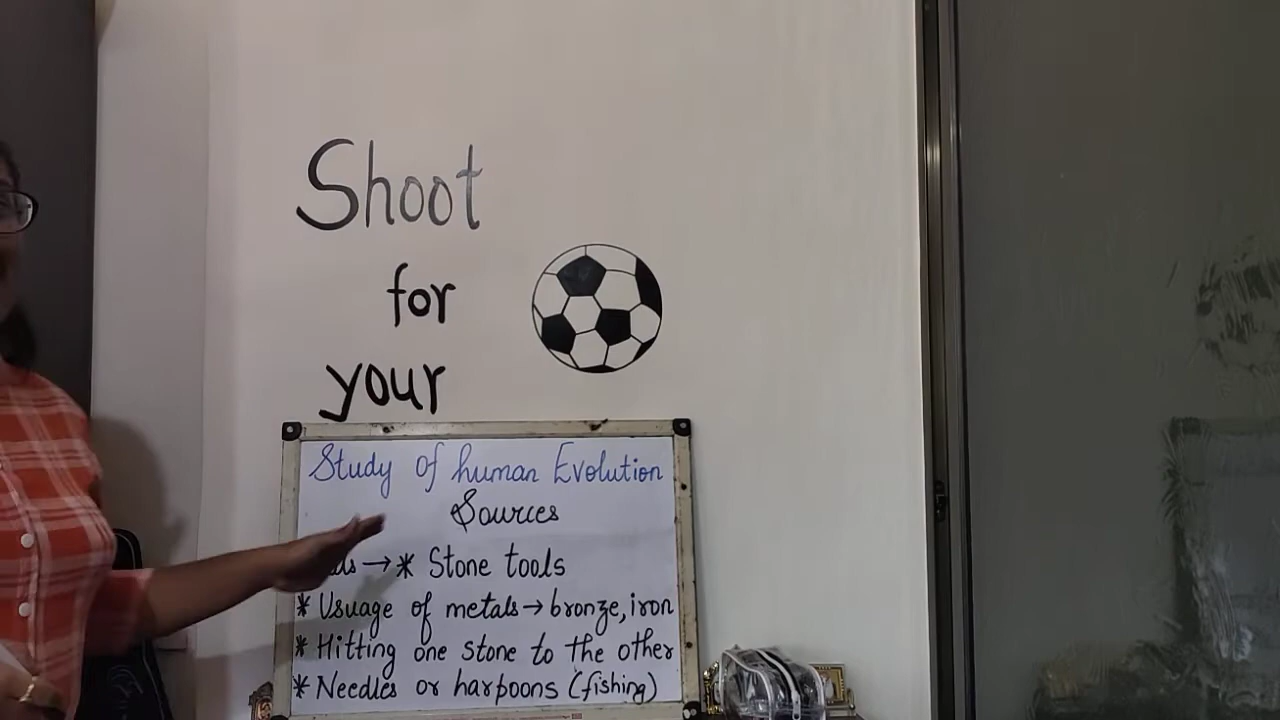 Shoot
for
your
Study of human Evolution
Sources
→ * Stone tools
* Usuage of metals → bronze, iron
* Hitting one stone to the other
* Needles or harpoons (fishing)